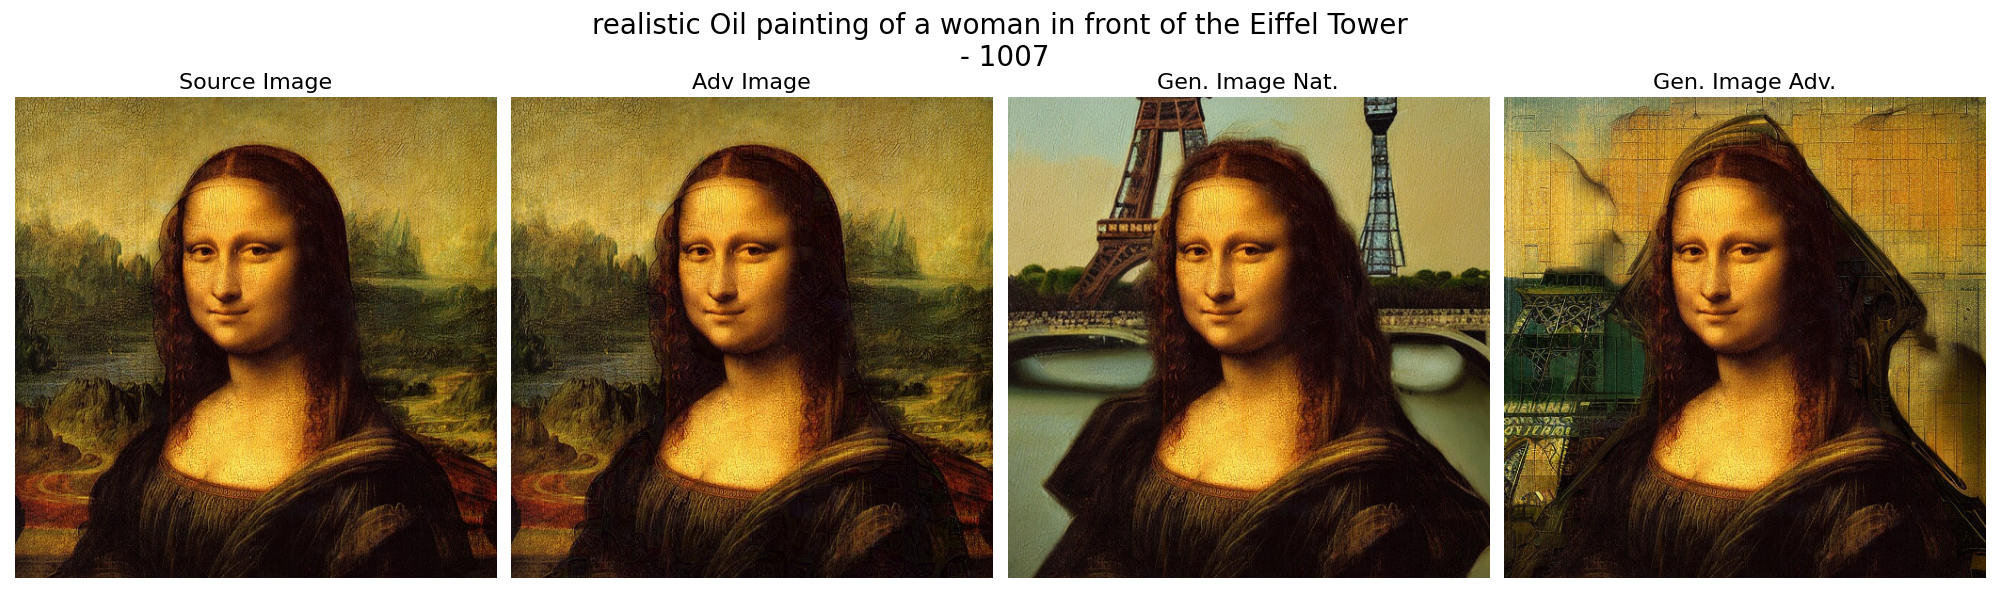 realistic Oil painting of a woman in front of the Eiffel Tower
- 1007
Source Image
Adv Image
Gen. Image Nat.
Gen. Image Adv.